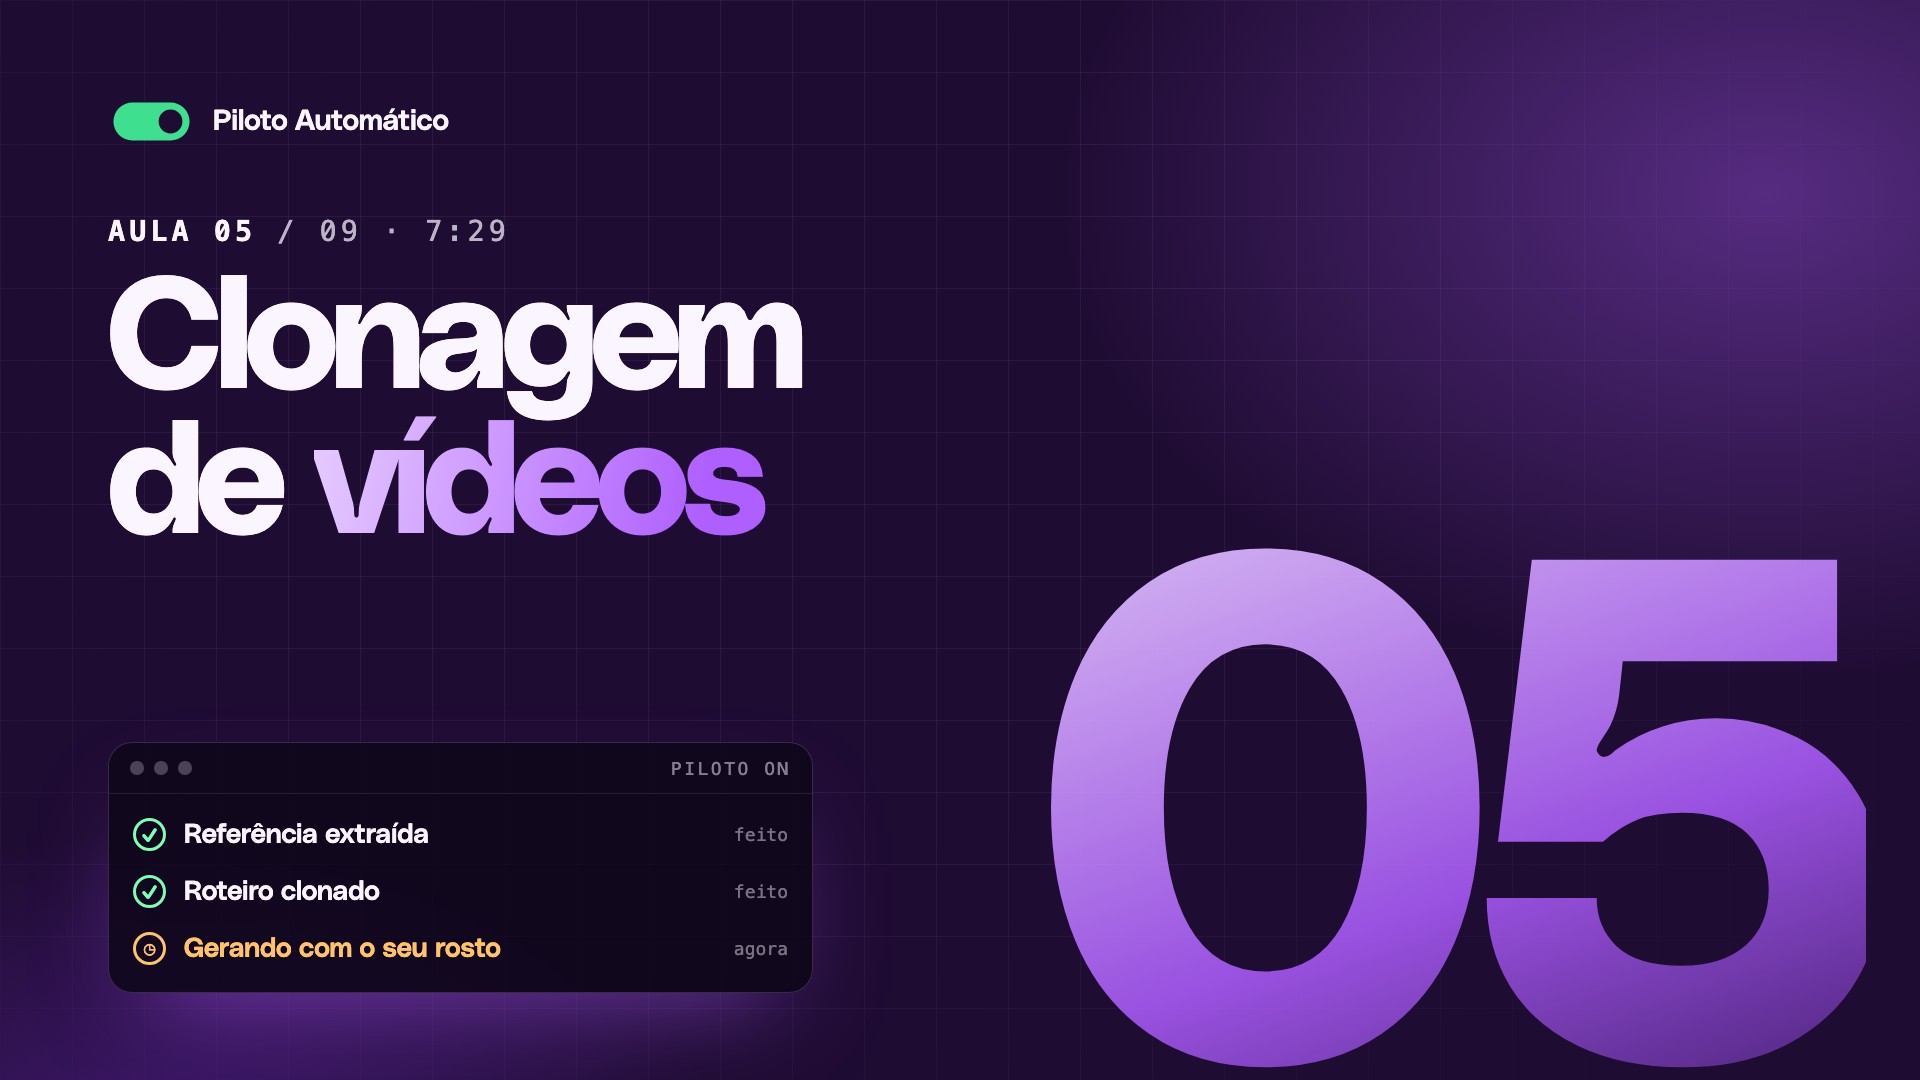 Piloto Automático
AULA 05 / 09 · 7:29
Clonagem
de vídeos
PILOTO ON
Referência extraída feito
Roteiro clonado feito
Gerando com o seu rosto agora
05